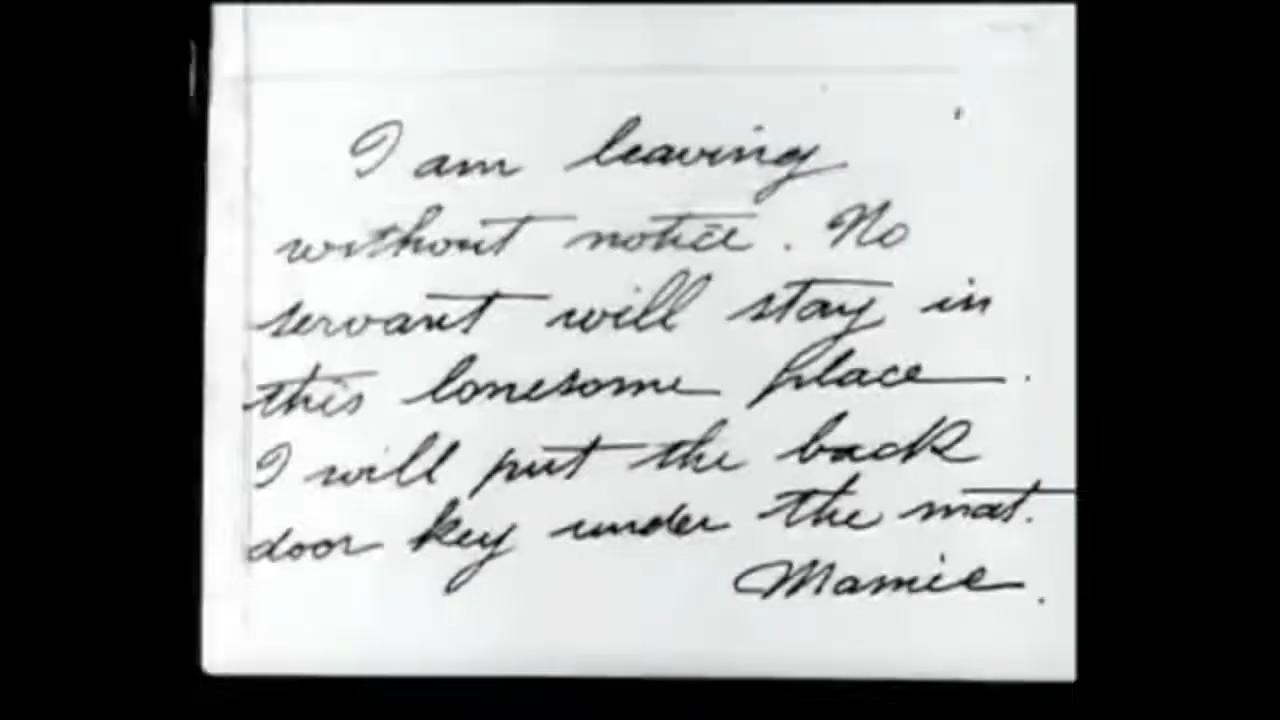 I am leaving
without notice. No
servant will stay in
this lonesome place.
I will put the back
door key under the mat.
Mamie.